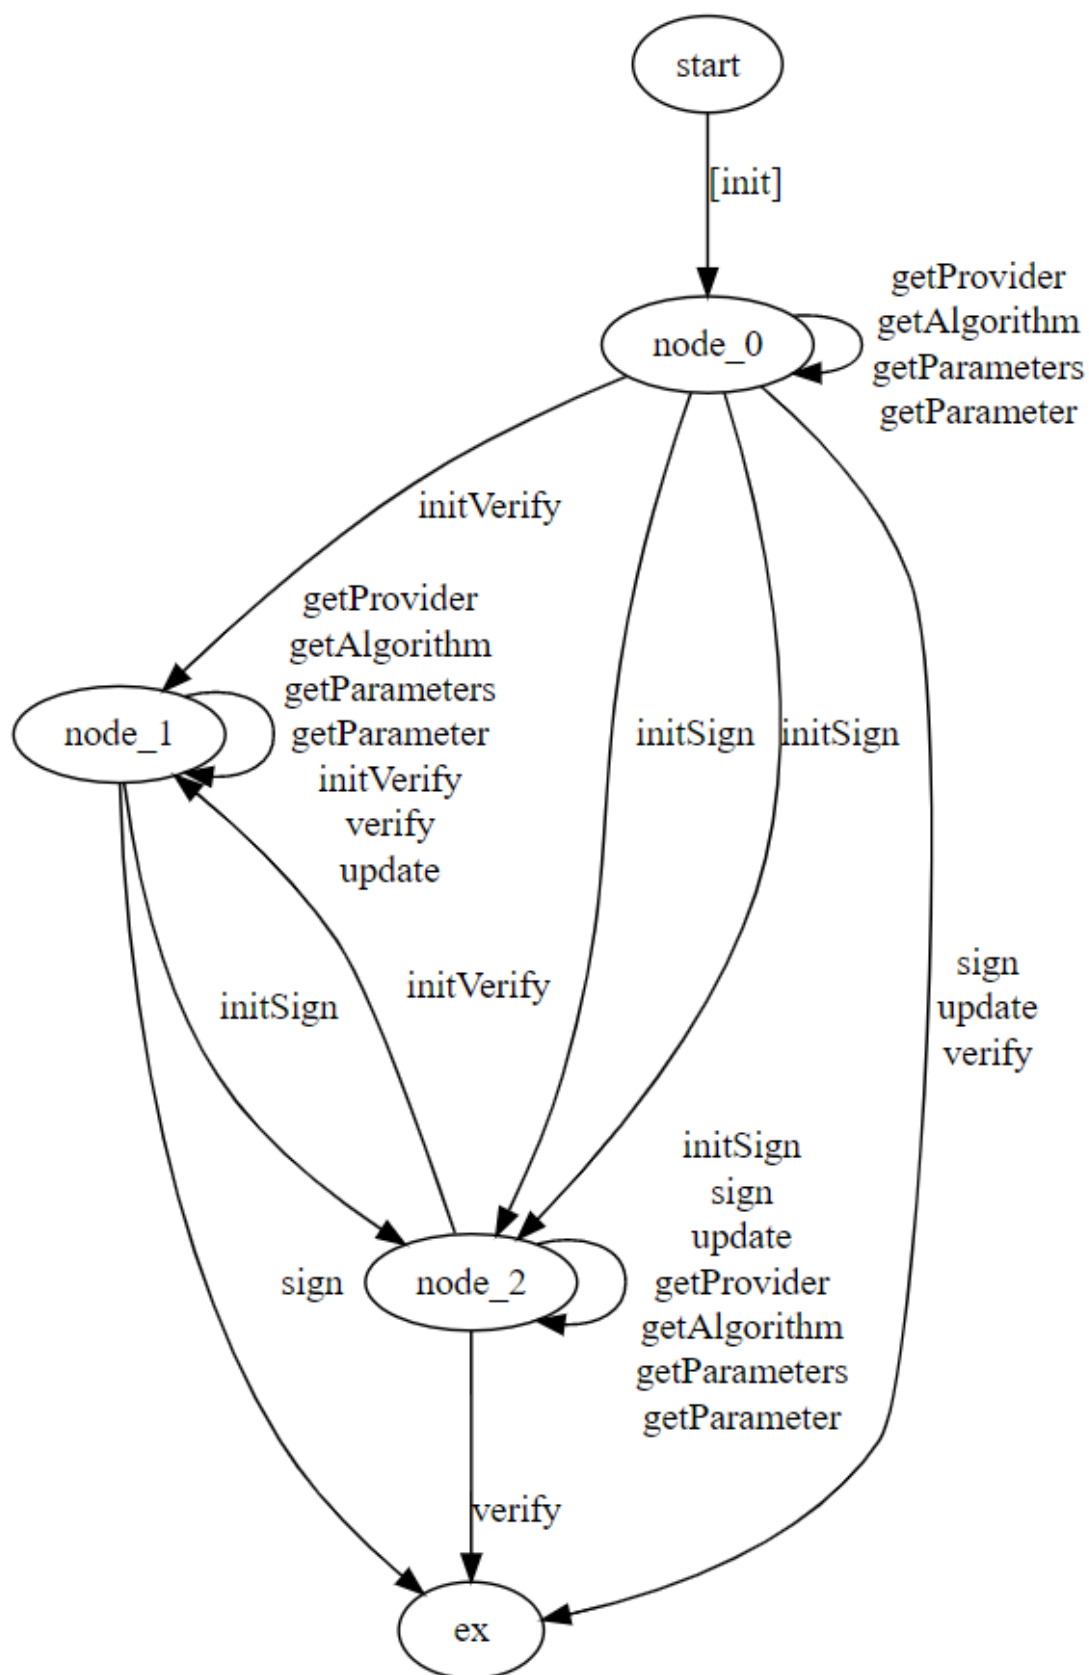 start
[init]
getProvider
getAlgorithm
getParameters
getParameter
node_0
initVerify
getProvider
getAlgorithm
getParameters
getParameter
initVerify
verify
update
node_1
initSign
initSign
sign
update
verify
initSign
initVerify
initSign
sign
update
getProvider
getAlgorithm
getParameters
getParameter
sign
node_2
verify
ex